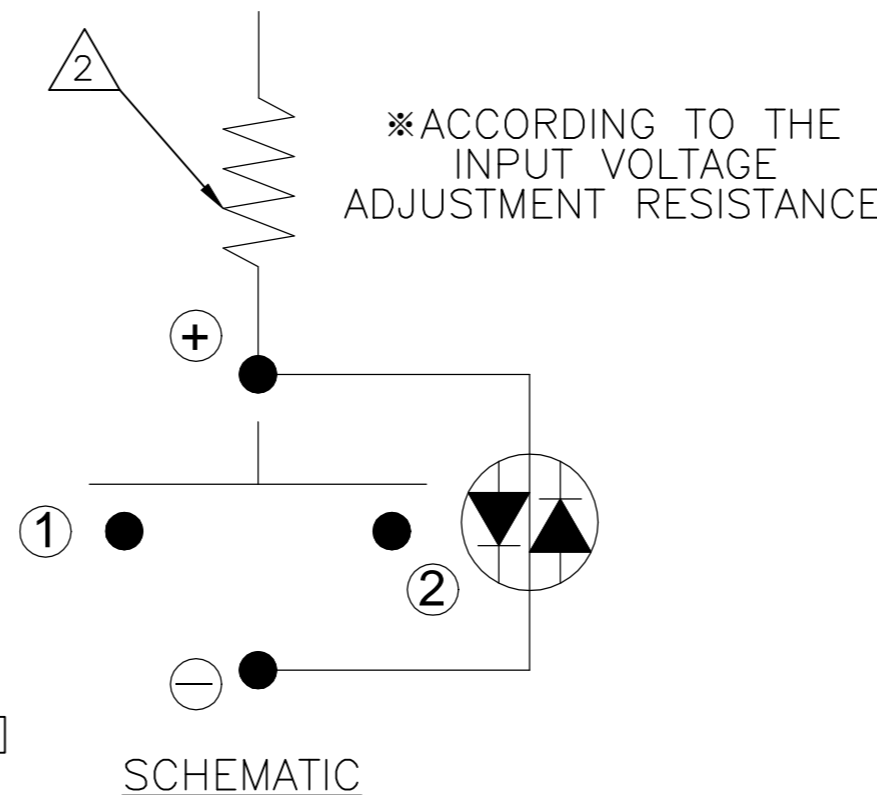 2
※ACCORDING TO THE
INPUT VOLTAGE
ADJUSTMENT RESISTANCE
+
1
2
−
SCHEMATIC